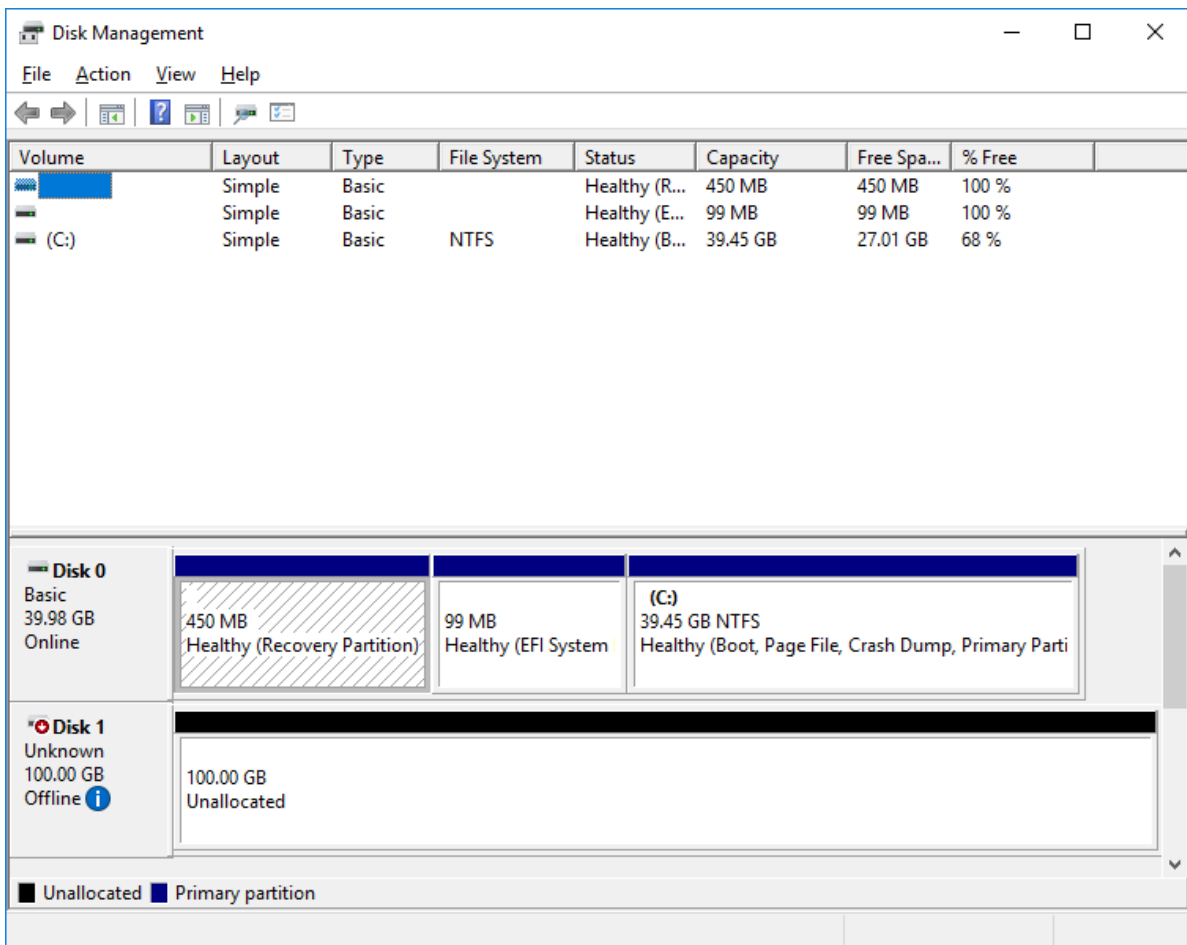 Disk Management
File Action View Help
Volume Layout Type File System Status Capacity Free Spa... % Free
Simple Basic Healthy (R... 450 MB 450 MB 100 %
Simple Basic Healthy (E... 99 MB 99 MB 100 %
(C:) Simple Basic NTFS Healthy (B... 39.45 GB 27.01 GB 68 %
Disk 0
Basic
39.98 GB
Online
450 MB
Healthy (Recovery Partition)
99 MB
Healthy (EFI System
(C:)
39.45 GB NTFS
Healthy (Boot, Page File, Crash Dump, Primary Parti
Disk 1
Unknown
100.00 GB
Offline
100.00 GB
Unallocated
Unallocated Primary partition